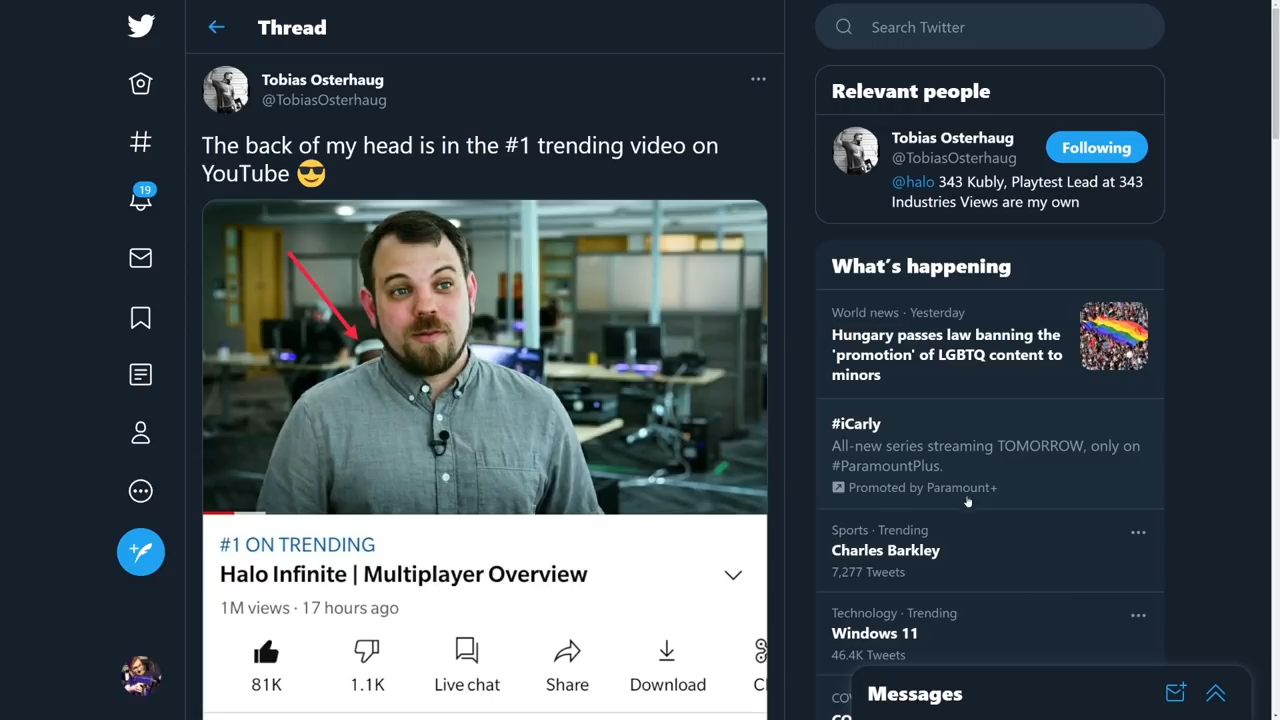 Thread
Tobias Osterhaug
@TobiasOsterhaug
The back of my head is in the #1 trending video on
YouTube
#1 ON TRENDING
Halo Infinite | Multiplayer Overview
1M views · 17 hours ago
81K
1.1K
Live chat
Share
Download
19
Search Twitter
Relevant people
Tobias Osterhaug
@TobiasOsterhaug
Following
@halo 343 Kubly, Playtest Lead at 343
Industries Views are my own
What's happening
World news · Yesterday
Hungary passes law banning the
'promotion' of LGBTQ content to
minors
#iCarly
All-new series streaming TOMORROW, only on
#ParamountPlus.
Promoted by Paramount+
Sports · Trending
Charles Barkley
7,277 Tweets
Technology · Trending
Windows 11
46.4K Tweets
Messages